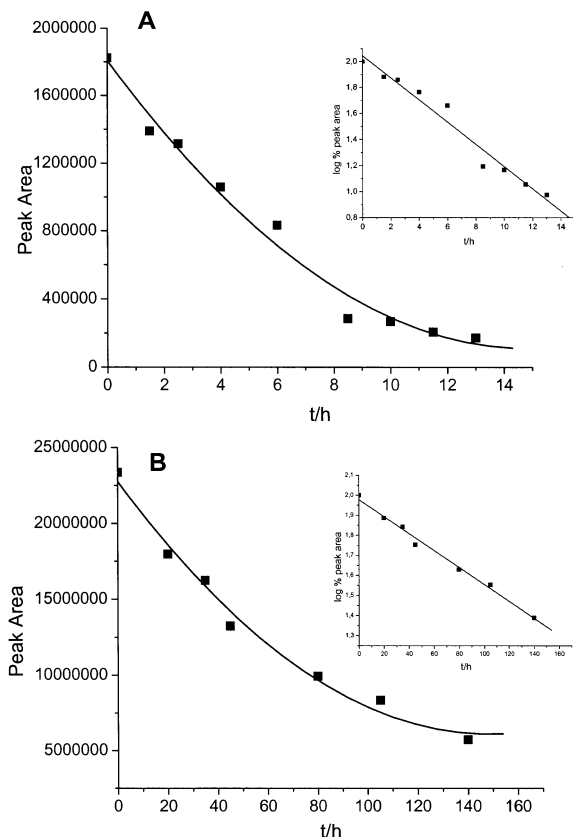 A
2000000
1600000
1200000
800000
400000
0
Peak Area
0 2 4 6 8 10 12 14
t/h
2,0
1,8
1,6
1,4
1,2
1,0
0,8
log % peak area
0 2 4 6 8 10 12 14
t/h
B
25000000
20000000
15000000
10000000
5000000
Peak Area
0 20 40 60 80 100 120 140 160
t/h
2,1
2,0
1,9
1,8
1,7
1,6
1,5
1,4
1,3
log % peak area
0 20 40 60 80 100 120 140 160
t/h